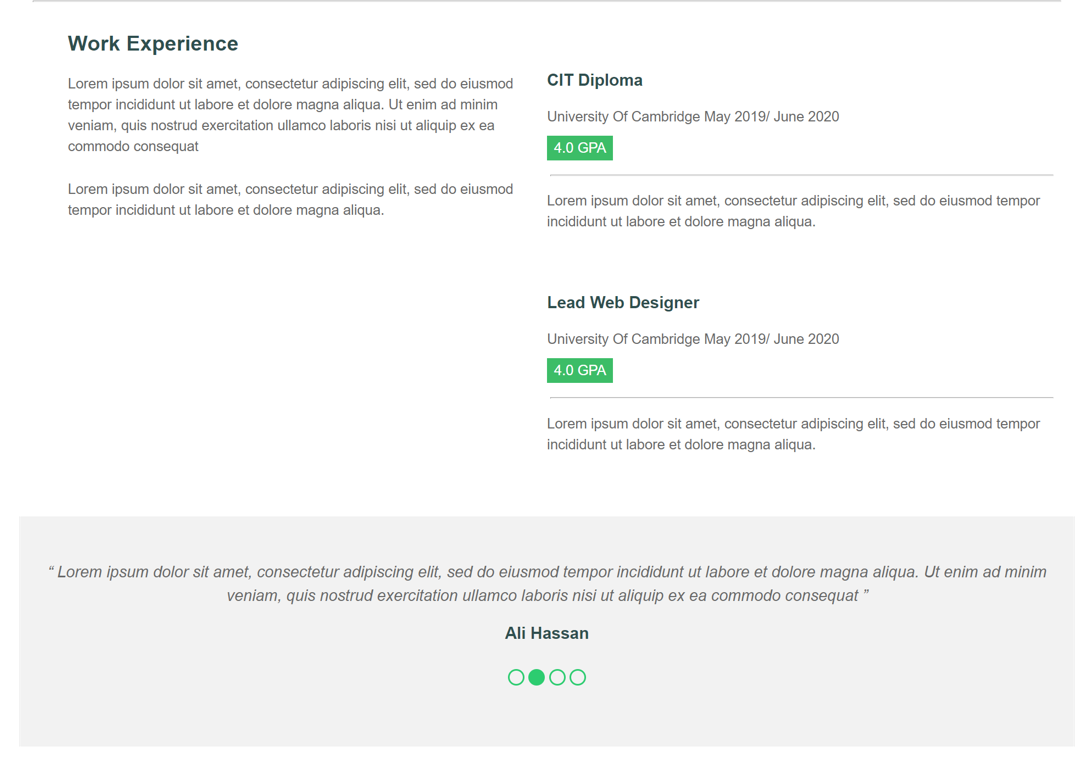 Work Experience
Lorem ipsum dolor sit amet, consectetur adipiscing elit, sed do eiusmod
tempor incididunt ut labore et dolore magna aliqua. Ut enim ad minim
veniam, quis nostrud exercitation ullamco laboris nisi ut aliquip ex ea
commodo consequat
Lorem ipsum dolor sit amet, consectetur adipiscing elit, sed do eiusmod
tempor incididunt ut labore et dolore magna aliqua.
CIT Diploma
University Of Cambridge May 2019/ June 2020
4.0 GPA
Lorem ipsum dolor sit amet, consectetur adipiscing elit, sed do eiusmod tempor
incididunt ut labore et dolore magna aliqua.
Lead Web Designer
University Of Cambridge May 2019/ June 2020
4.0 GPA
Lorem ipsum dolor sit amet, consectetur adipiscing elit, sed do eiusmod tempor
incididunt ut labore et dolore magna aliqua.
“ Lorem ipsum dolor sit amet, consectetur adipiscing elit, sed do eiusmod tempor incididunt ut labore et dolore magna aliqua. Ut enim ad minim
veniam, quis nostrud exercitation ullamco laboris nisi ut aliquip ex ea commodo consequat ”
Ali Hassan